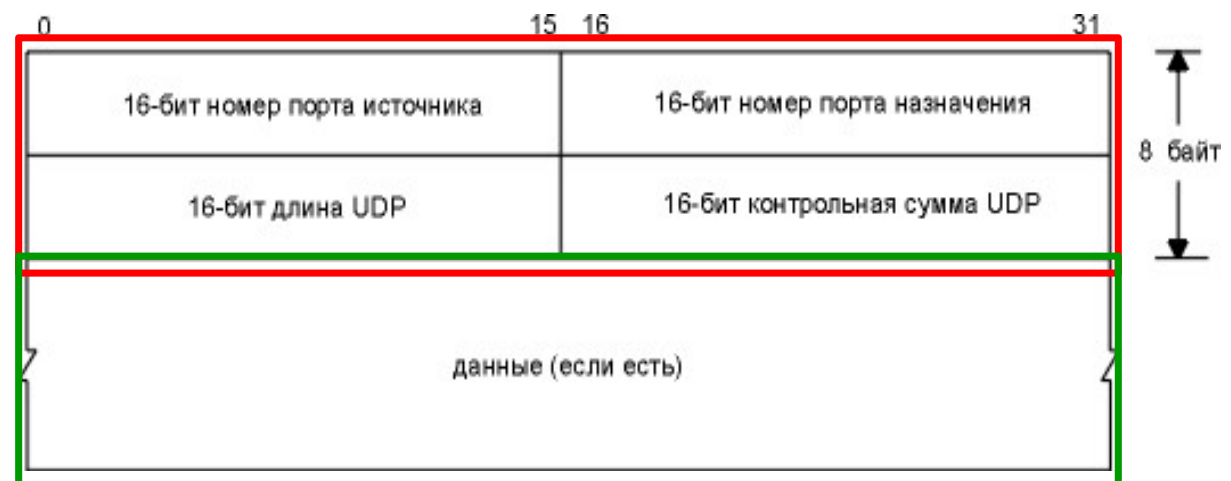 0 15 16 31
16-бит номер порта источника 16-бит номер порта назначения
8 байт
16-бит длина UDP 16-бит контрольная сумма UDP
данные (если есть)